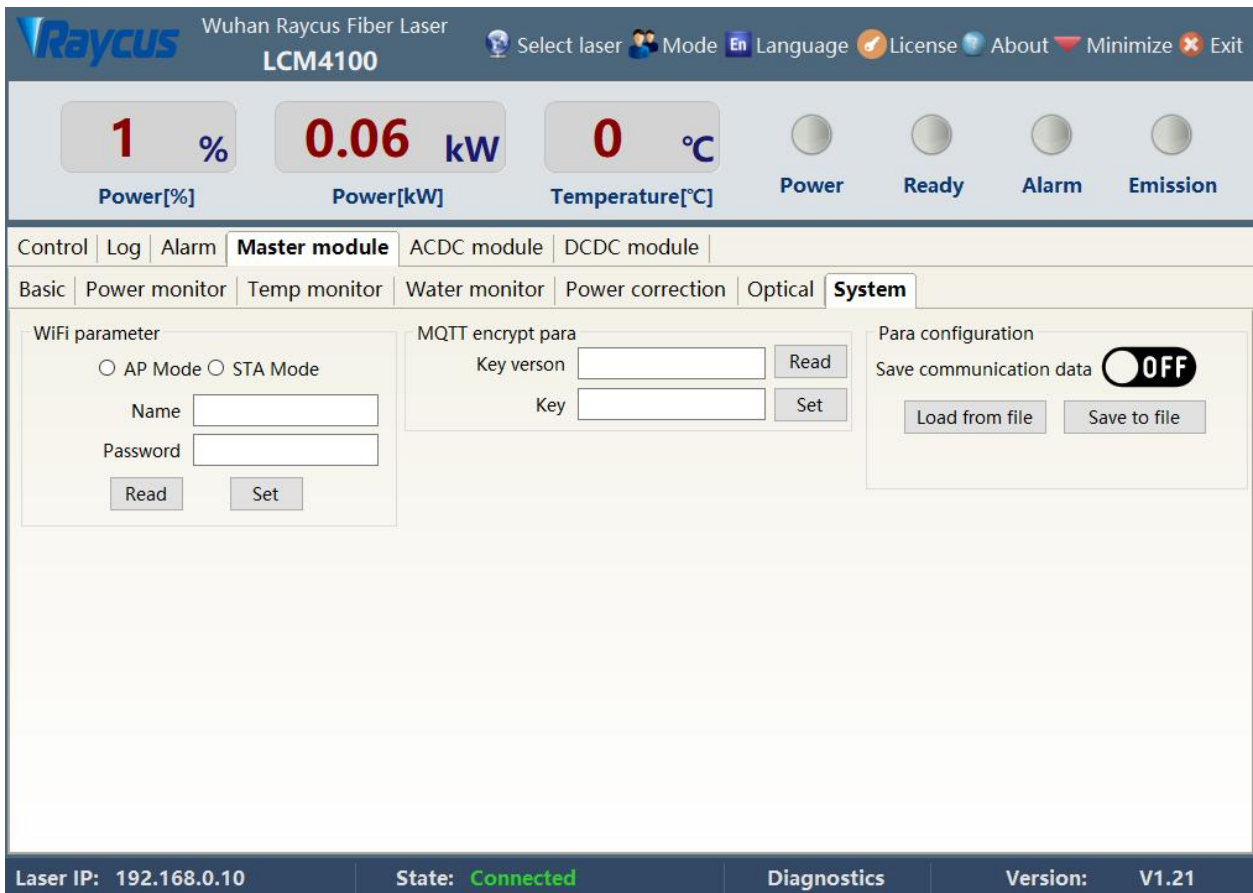 Raycus
Wuhan Raycus Fiber Laser
LCM4100
Select laser Mode En Language License ? About Minimize Exit
1 % 0.06 kW 0 ℃
Power[%] Power[kW] Temperature[℃] Power Ready Alarm Emission
Control Log Alarm Master module ACDC module DCDC module
Basic Power monitor Temp monitor Water monitor Power correction Optical System
WiFi parameter
AP Mode STA Mode
Name
Password
Read Set
MQTT encrypt para
Key verson Read
Key Set
Para configuration
Save communication data OFF
Load from file Save to file
Laser IP: 192.168.0.10 State: Connected Diagnostics Version: V1.21